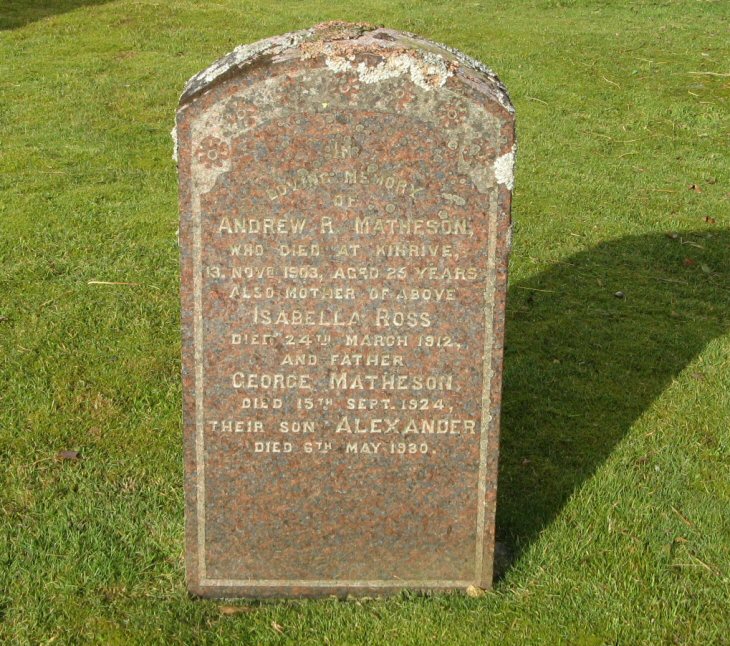 IN
LOVING MEMORY
OF
ANDREW R. MATHESON,
WHO DIED AT KINRIVE,
13. NOVR 1903, AGED 25 YEARS
ALSO MOTHER OF ABOVE
ISABELLA ROSS
DIED 24TH MARCH 1912,
AND FATHER
GEORGE MATHESON,
DIED 15TH SEPT. 1924,
THEIR SON ALEXANDER
DIED 6TH MAY 1930.